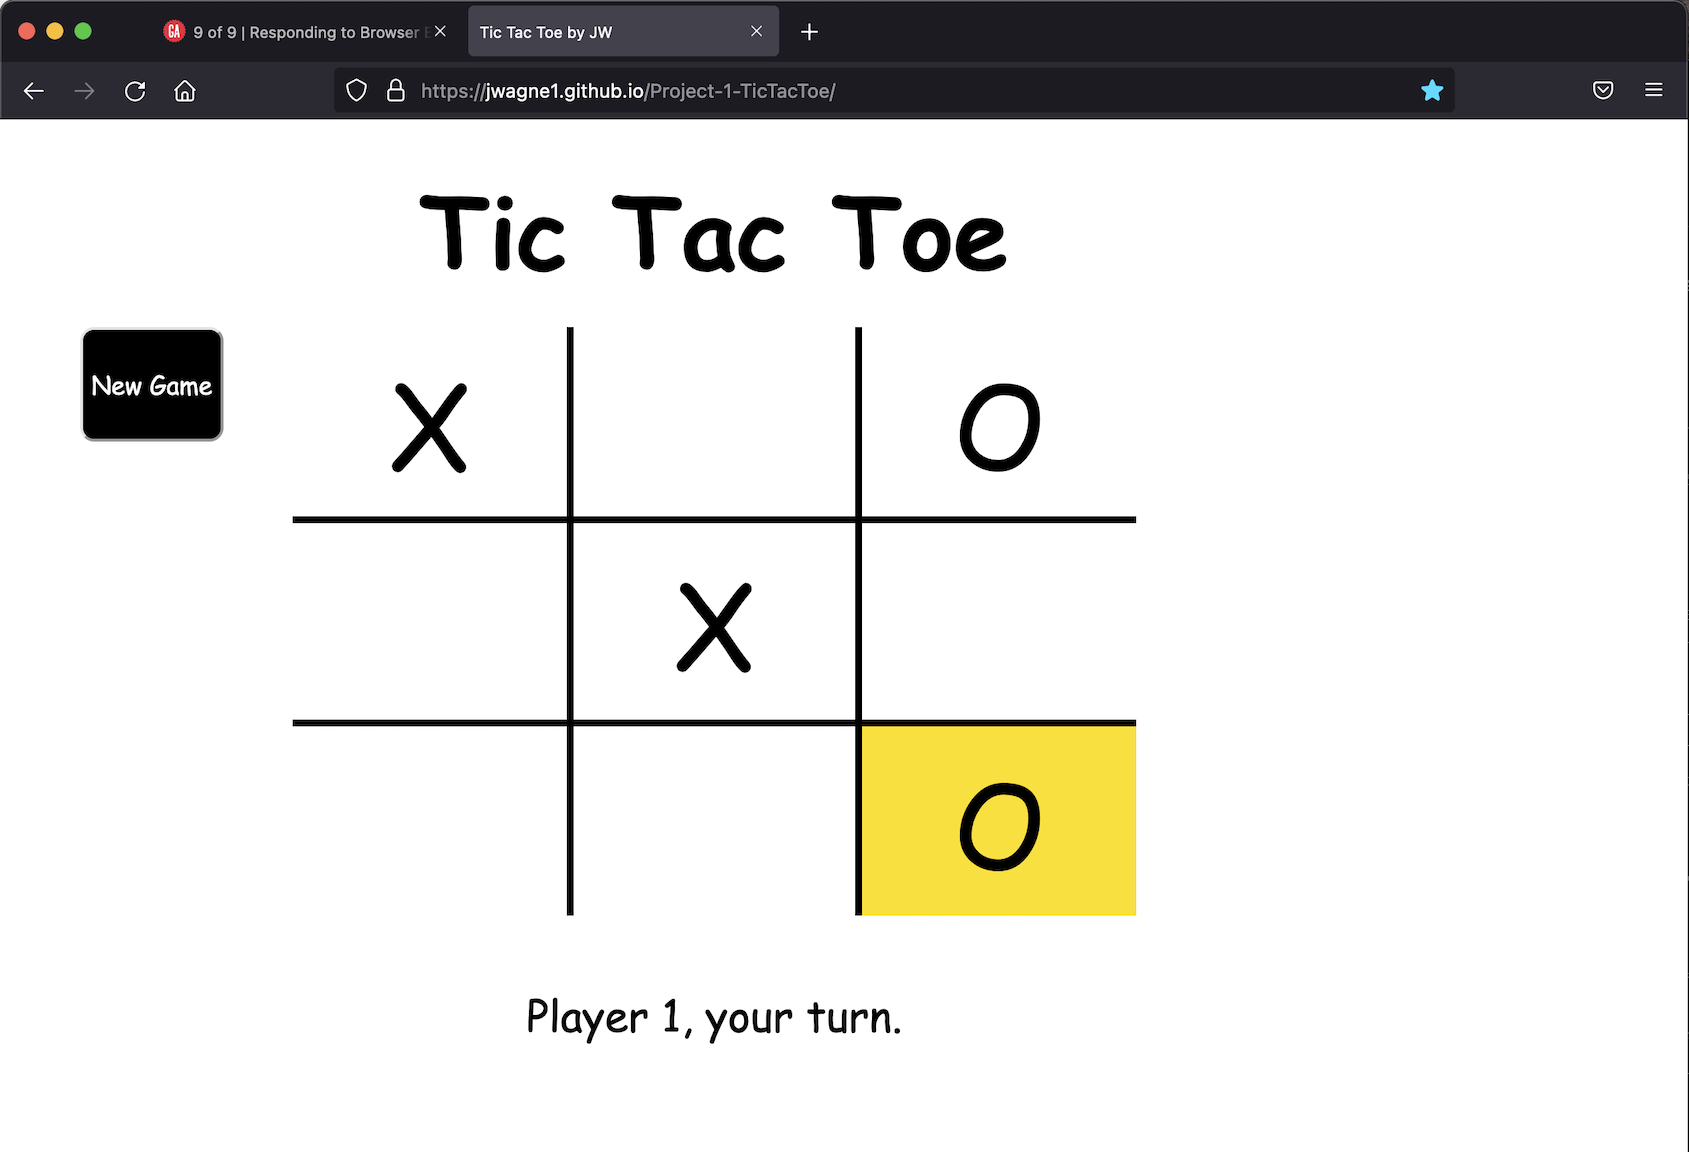 GA 9 of 9 | Responding to Browser
Tic Tac Toe by JW
https://jwagne1.github.io/Project-1-TicTacToe/
Tic Tac Toe
New Game
X O
X
O
Player 1, your turn.